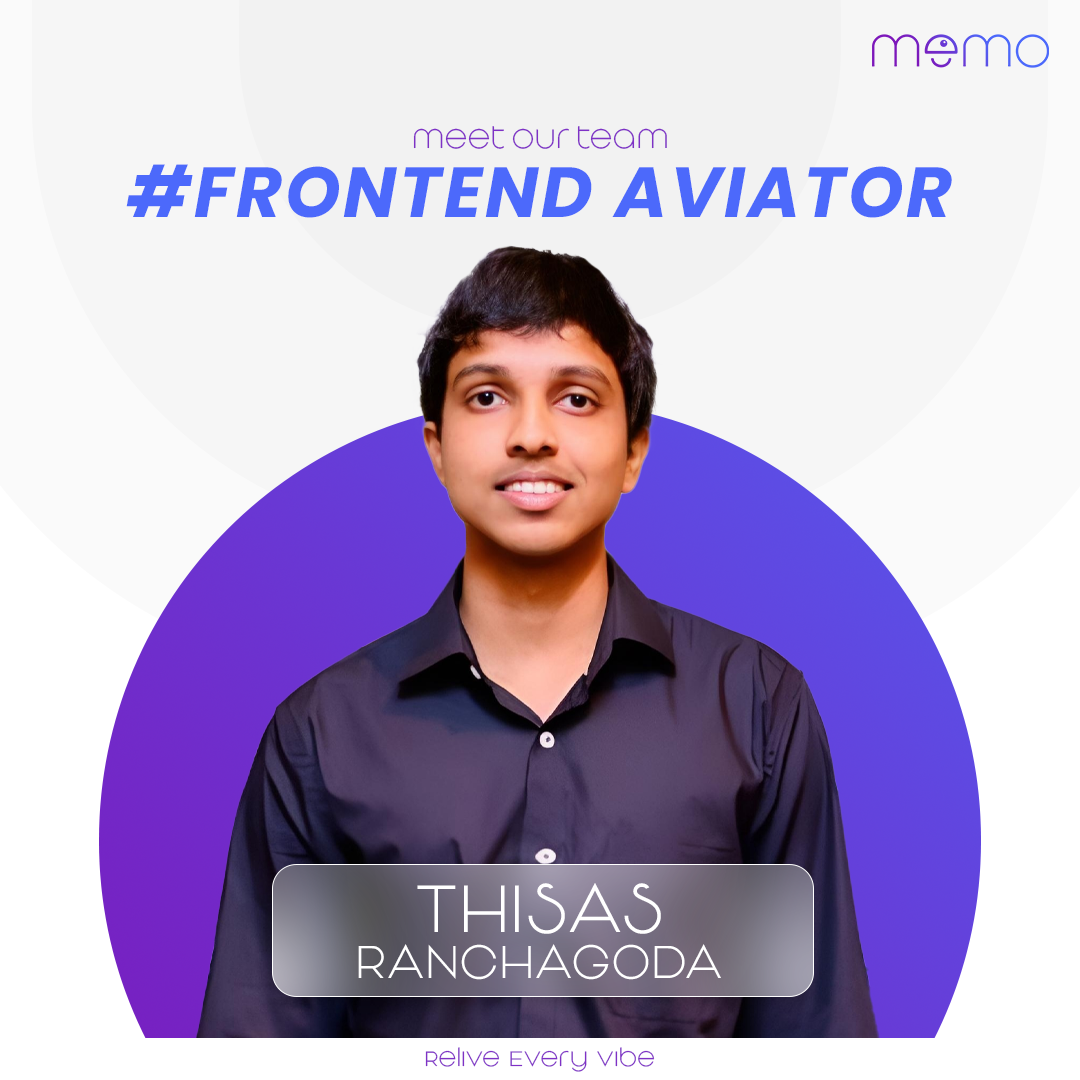 memo
meet our team
#FRONTEND AVIATOR
THISAS
RANCHAGODA
Relive Every Vibe